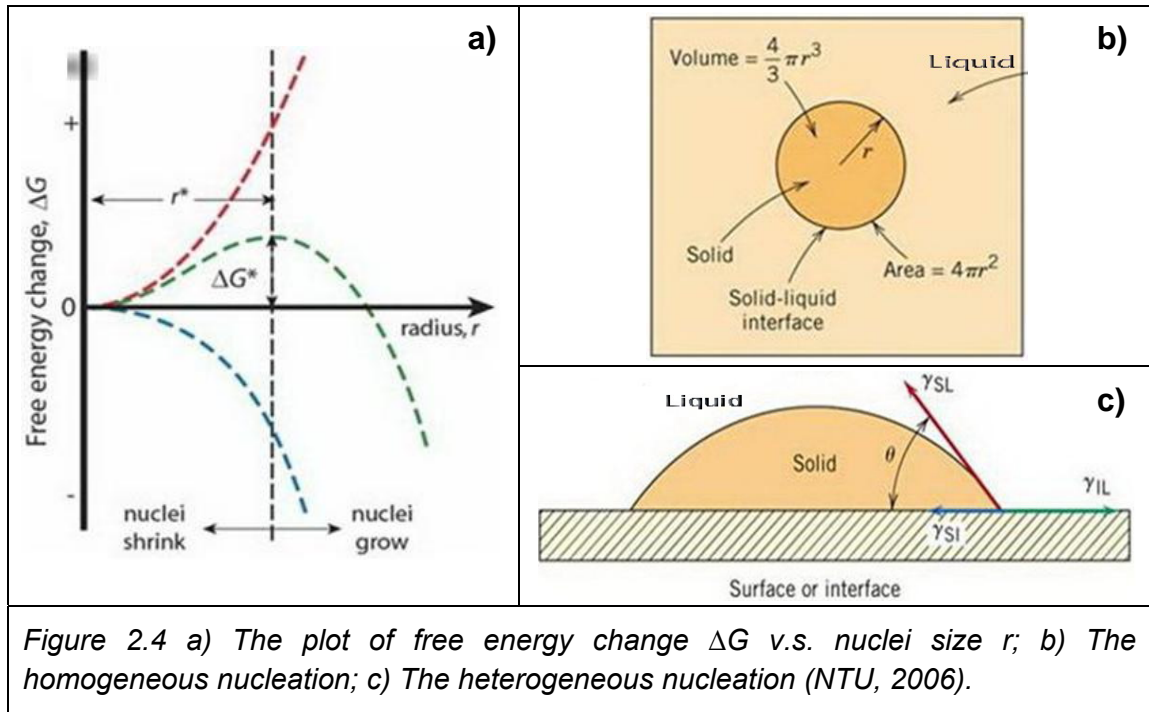 a)
+
Free energy change, ΔG
r*
ΔG*
0
radius, r
-
nuclei
shrink
nuclei
grow
b)
Volume = 4/3 πr³
Liquid
r
Solid
Solid-liquid
interface
Area = 4πr²
c)
γSL
Liquid
Solid
θ
γIL
γSI
Surface or interface
Figure 2.4 a) The plot of free energy change ΔG v.s. nuclei size r; b) The
homogeneous nucleation; c) The heterogeneous nucleation (NTU, 2006).